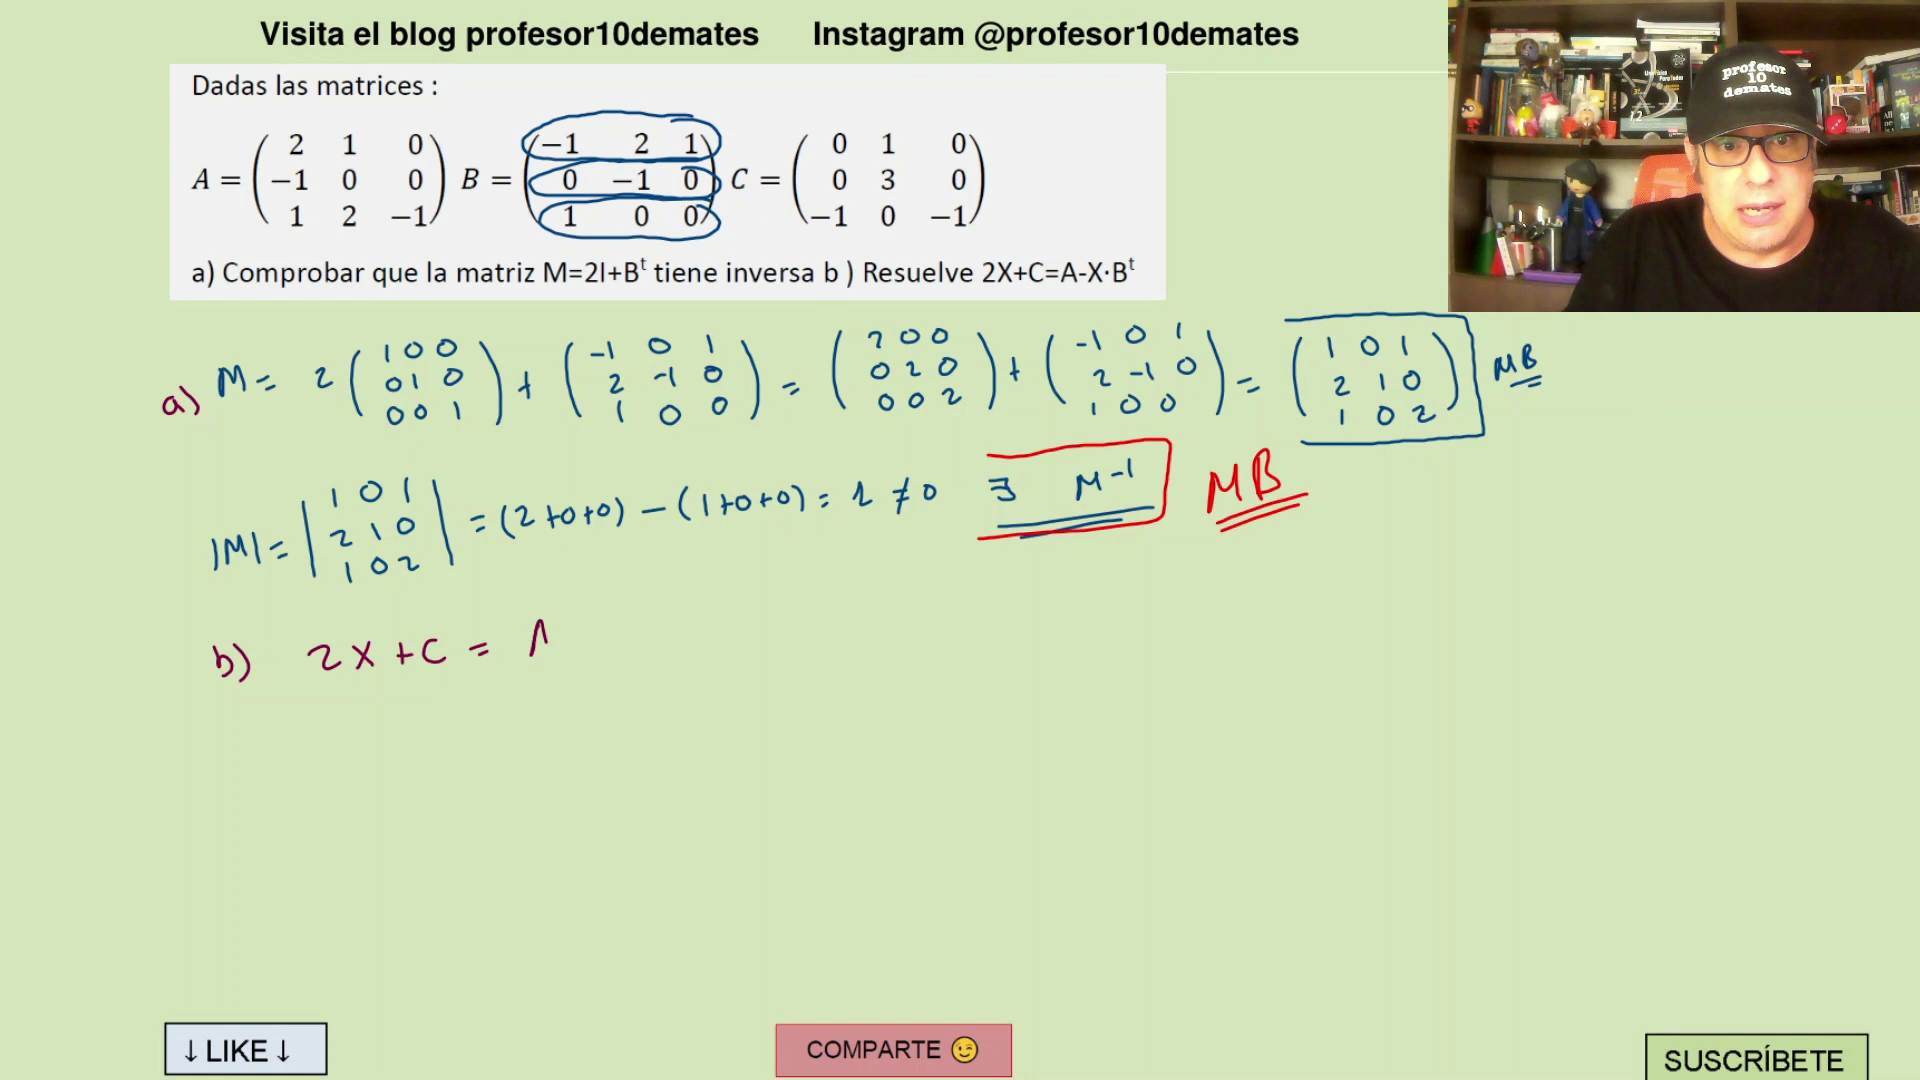 Visita el blog profesor10demates Instagram @profesor10demates
profesor
10
demates
Dadas las matrices :
A = ( 2 1 0 ) B = ( −1 2 1 ) C = ( 0 1 0 )
−1 0 0 0 −1 0 0 3 0
1 2 −1 1 0 0 −1 0 −1
a) Comprobar que la matriz M=2I+Bᵗ tiene inversa b ) Resuelve 2X+C=A-X·Bᵗ
a) M = 2 ( 1 0 0 ) + ( -1 0 1 ) = ( 2 0 0 ) + ( -1 0 1 ) = ( 1 0 1 ) MB
0 1 0 2 -1 0 0 2 0 2 -1 0 2 1 0
0 0 1 1 0 0 0 0 2 1 0 0 1 0 2
|M| = | 1 0 1 | = (2+0+0) - (1+0+0) = 1 ≠ 0 ∃ M⁻¹ MB
2 1 0
1 0 2
b) 2X + C = A
↓ LIKE ↓
COMPARTE 😉
SUSCRÍBETE